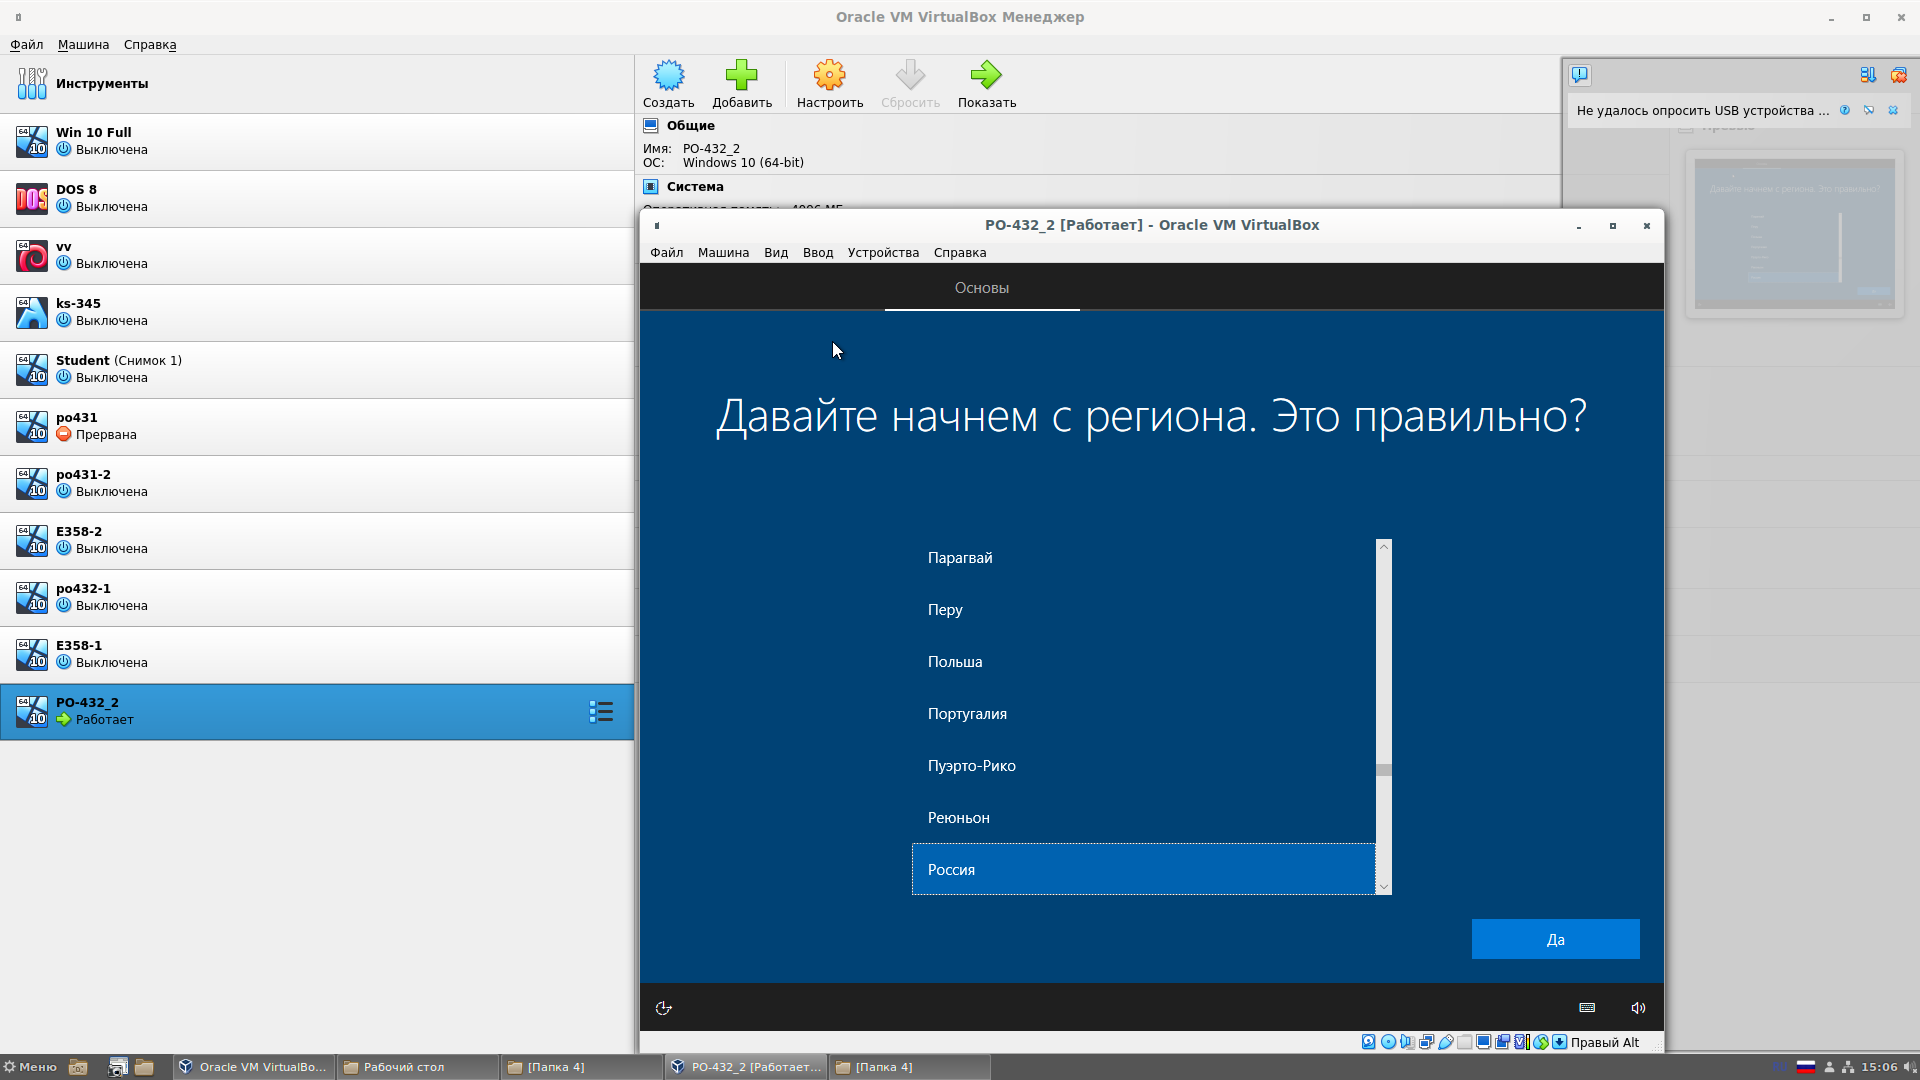 Oracle VM VirtualBox Менеджер
Файл Машина Справка
Инструменты
Win 10 Full
Выключена
DOS 8
Выключена
vv
Выключена
ks-345
Выключена
Student (Снимок 1)
Выключена
po431
Прервана
po431-2
Выключена
E358-2
Выключена
po432-1
Выключена
E358-1
Выключена
PO-432_2
Работает
Создать Добавить Настроить Сбросить Показать
Общие
Имя: PO-432_2
ОС: Windows 10 (64-bit)
Система
Не удалось опросить USB устройства ...
PO-432_2 [Работает] - Oracle VM VirtualBox
Файл Машина Вид Ввод Устройства Справка
Основы
Давайте начнем с региона. Это правильно?
Парагвай
Перу
Польша
Португалия
Пуэрто-Рико
Реюньон
Россия
Да
Правый Alt
Меню Oracle VM VirtualBo... Рабочий стол [Папка 4] PO-432_2 [Работает... [Папка 4] 15:06